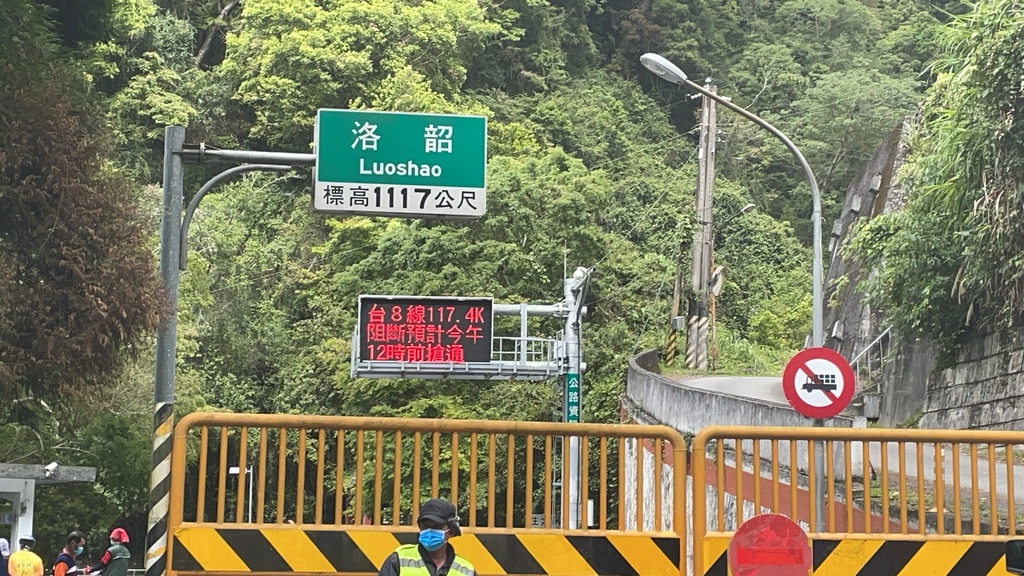 洛韶
Luoshao
標高1117公尺
台8線117.4K
阻斷預計今午
12時前搶通
公路資